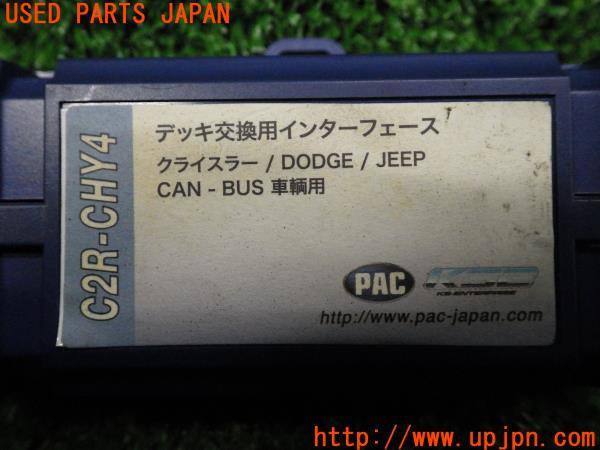 USED PARTS JAPAN
C2R-CHY4
デッキ交換用インターフェース
クライスラー / DODGE / JEEP
CAN - BUS 車輌用
PAC
http://www.pac-japan.com
www.upjpn.com